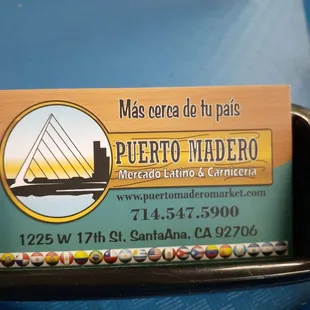 Más cerca de tu país
PUERTO MADERO
Mercado Latino & Carnicería
www.puertomaderomarket.com
714.547.5900
1225 W 17th St, SantaAna, CA 92706